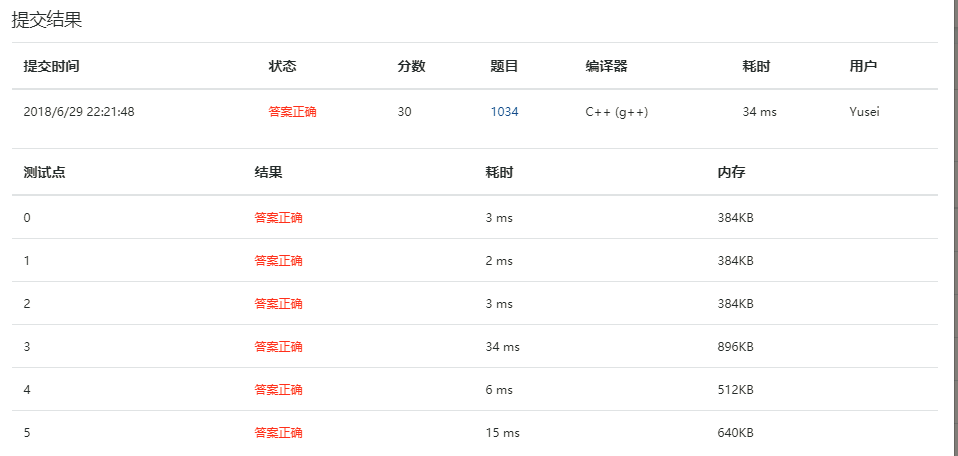 提交结果
提交时间 状态 分数 题目 编译器 耗时 用户
2018/6/29 22:21:48 答案正确 30 1034 C++ (g++) 34 ms Yusei
测试点 结果 耗时 内存
0 答案正确 3 ms 384KB
1 答案正确 2 ms 384KB
2 答案正确 3 ms 384KB
3 答案正确 34 ms 896KB
4 答案正确 6 ms 512KB
5 答案正确 15 ms 640KB